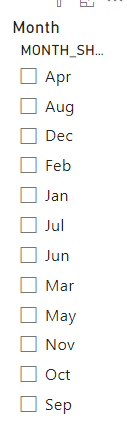 Month
MONTH_SH...
Apr
Aug
Dec
Feb
Jan
Jul
Jun
Mar
May
Nov
Oct
Sep